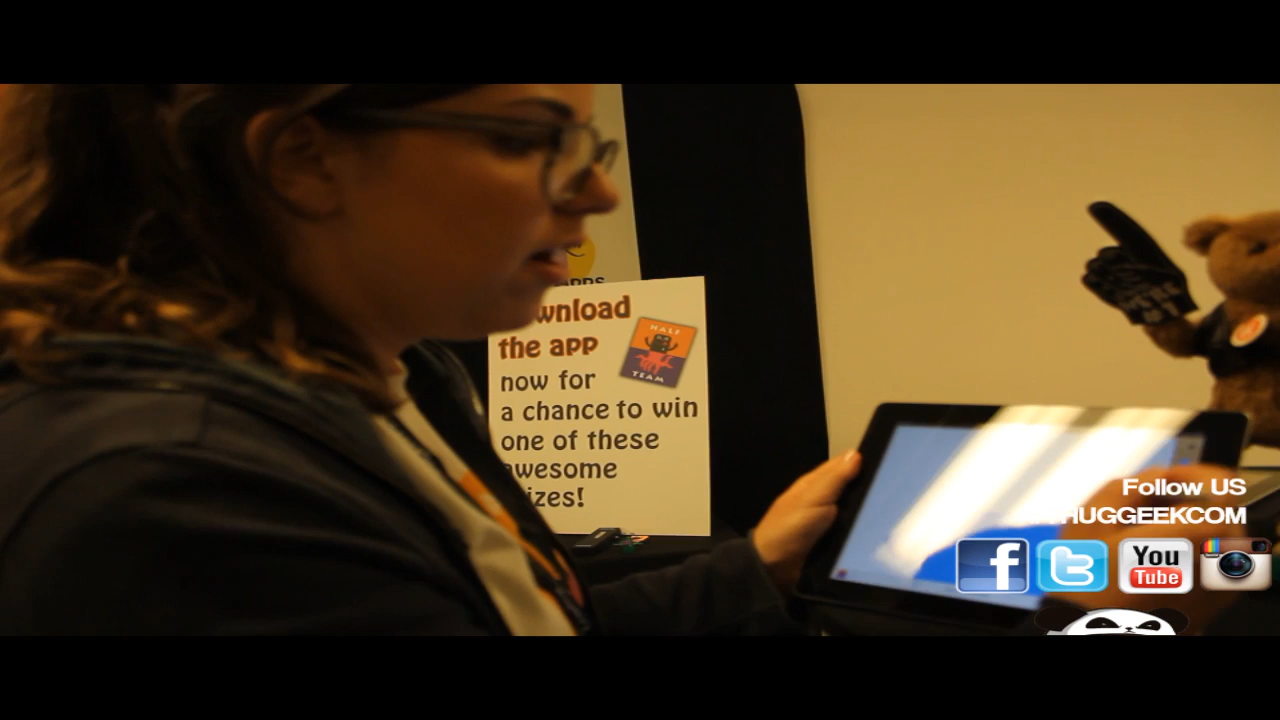 wnload
the app
now for
a chance to win
one of these
awesome
izes!
HALF
TEAM
Follow US
HUGGEEKCOM
f
t
You
Tube